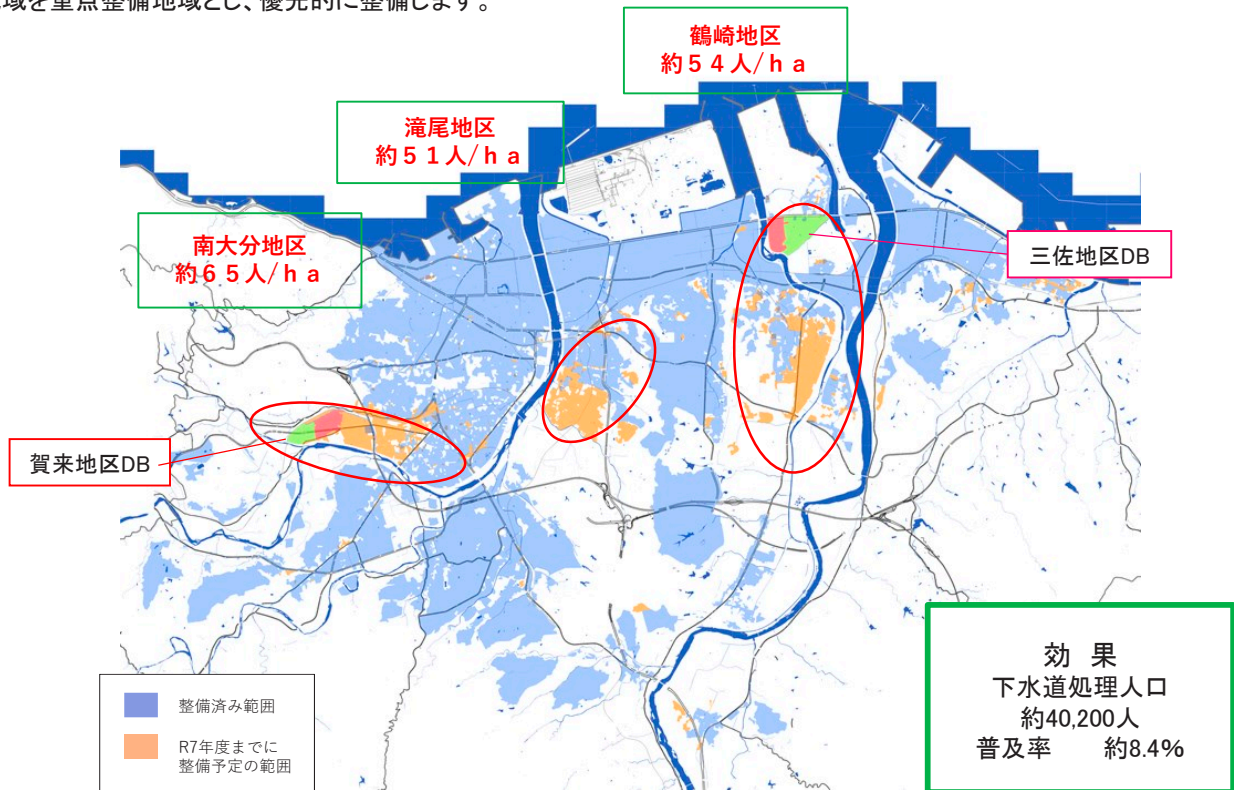 域を重点整備地域とし、優先的に整備します。
鶴崎地区
約５４人/ｈａ
滝尾地区
約５１人/ｈａ
南大分地区
約６５人/ｈａ
三佐地区DB
賀来地区DB
整備済み範囲
R7年度までに
整備予定の範囲
効　果
下水道処理人口
約40,200人
普及率　　約8.4%